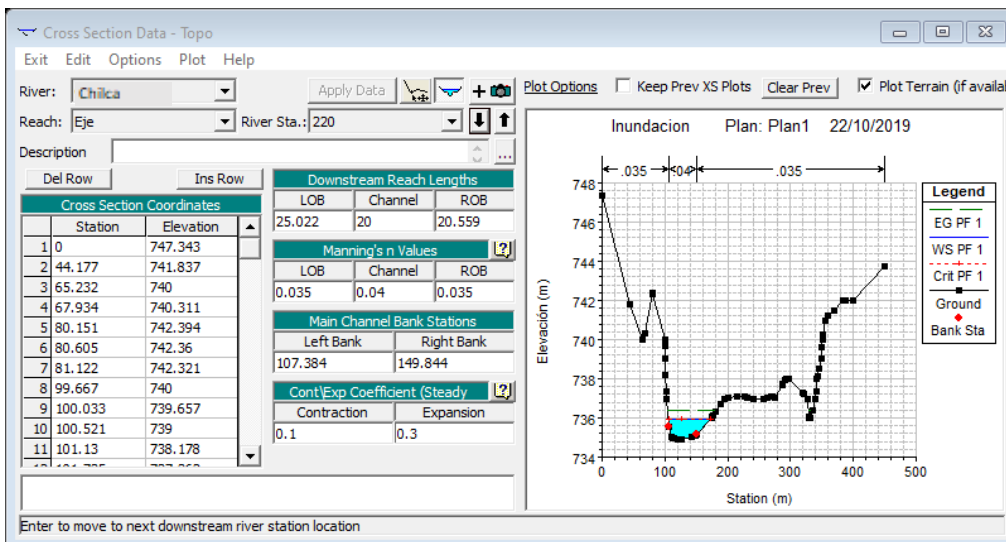 Cross Section Data - Topo
Exit Edit Options Plot Help
River: Chilca Apply Data
Reach: Eje River Sta.: 220
Description ...
Del Row Ins Row
Cross Section Coordinates
Station Elevation
1 0 747.343
2 44.177 741.837
3 65.232 740
4 67.934 740.311
5 80.151 742.394
6 80.605 742.36
7 81.122 742.321
8 99.667 740
9 100.033 739.657
10 100.521 739
11 101.13 738.178
Downstream Reach Lengths
LOB Channel ROB
25.022 20 20.559
Manning's n Values
LOB Channel ROB
0.035 0.04 0.035
Main Channel Bank Stations
Left Bank Right Bank
107.384 149.844
Cont\Exp Coefficient (Steady
Contraction Expansion
0.1 0.3
Plot Options Keep Prev XS Plots Clear Prev Plot Terrain (if availa
Inundacion Plan: Plan1 22/10/2019
.035 .04 .035
748
746
744
742
740
738
736
734
Elevación (m)
0 100 200 300 400 500
Station (m)
Legend
EG PF 1
WS PF 1
Crit PF 1
Ground
Bank Sta
Enter to move to next downstream river station location